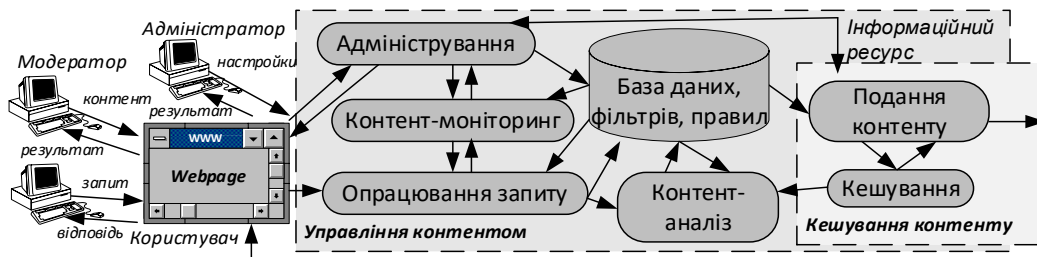 Адміністратор
Модератор
настройки
контент
результат
результат
запит
відповідь
Користувач
www
Webpage
Адміністрування
Контент-моніторинг
Опрацювання запиту
Управління контентом
База даних,
фільтрів, правил
Контент-
аналіз
Інформаційний
ресурс
Подання
контенту
Кешування
Кешування контенту